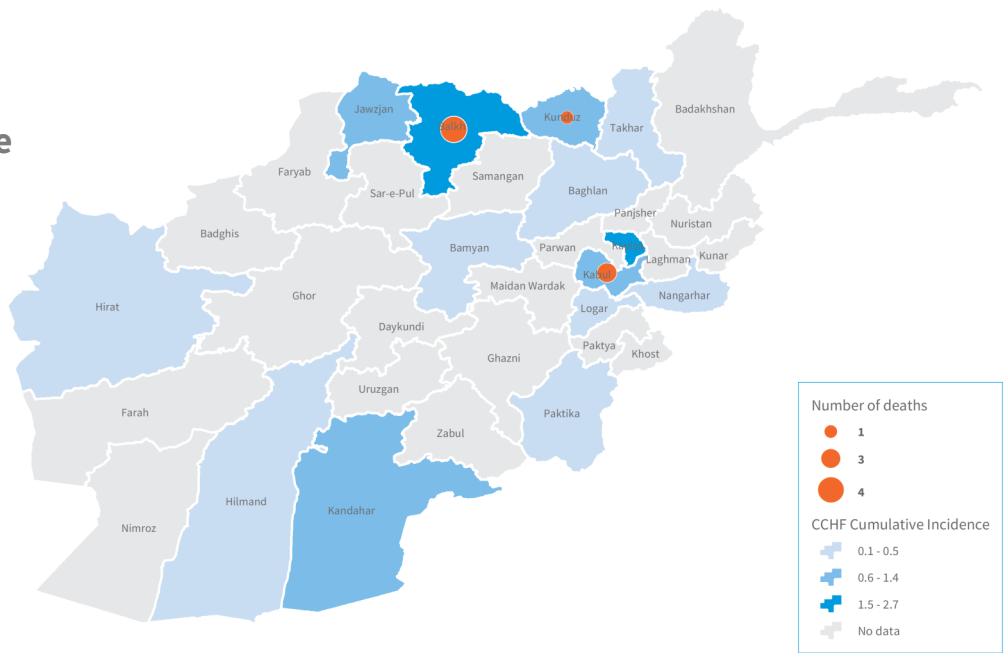 e
Badakhshan
Jawzjan
Balkh
Kunduz
Takhar
Faryab
Sar-e-Pul
Samangan
Baghlan
Panjsher
Nuristan
Badghis
Bamyan
Parwan
Laghman
Kunar
Kabul
Hirat
Ghor
Maidan Wardak
Logar
Nangarhar
Daykundi
Ghazni
Paktya
Khost
Uruzgan
Farah
Zabul
Paktika
Hilmand
Kandahar
Nimroz
Number of deaths
1
3
4
CCHF Cumulative Incidence
0.1 - 0.5
0.6 - 1.4
1.5 - 2.7
No data